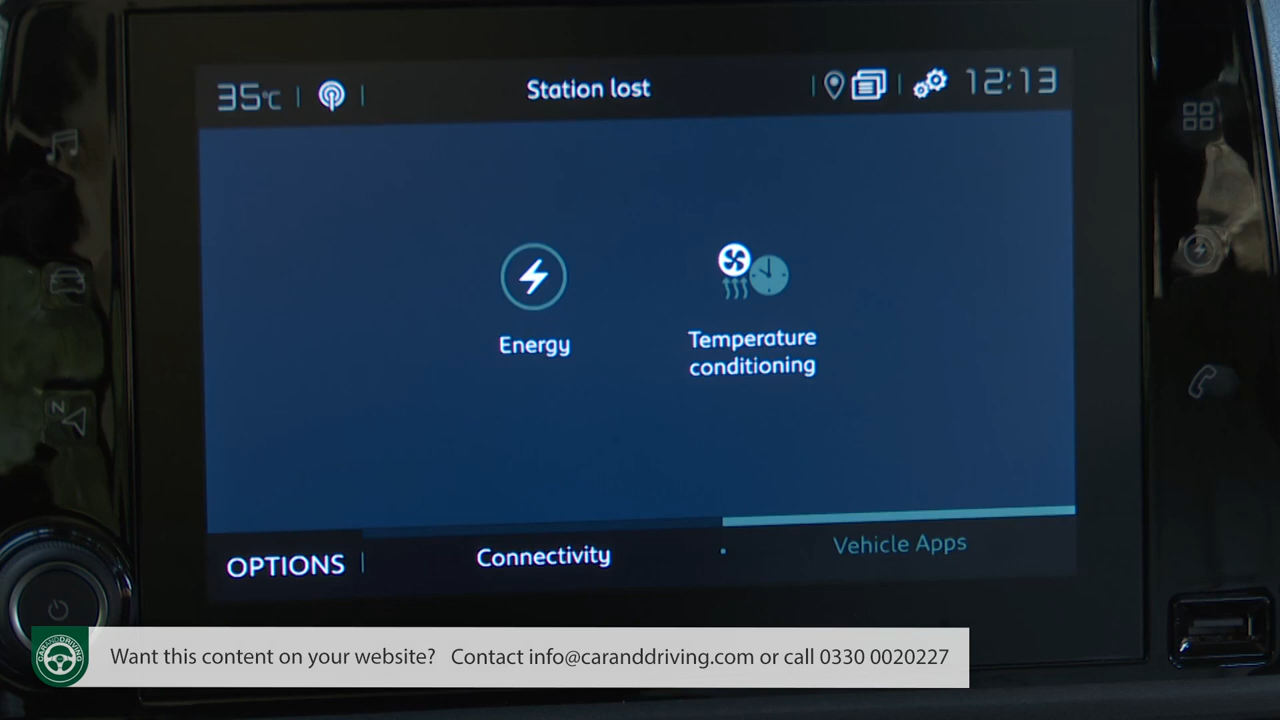 35°C
Station lost
12:13
Energy
Temperature
conditioning
N
OPTIONS
Connectivity
Vehicle Apps
CARANDDRIVING
Want this content on your website? Contact info@caranddriving.com or call 0330 0020227